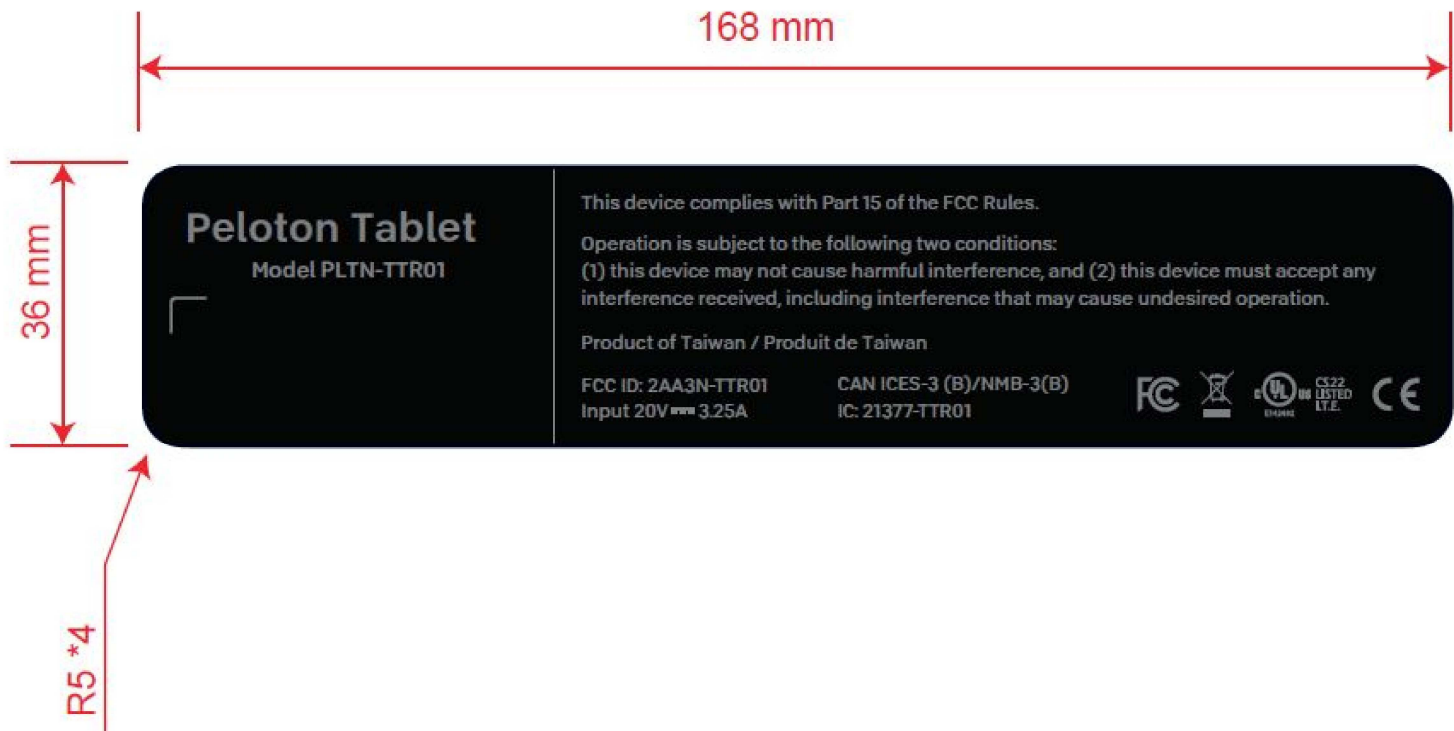 168 mm
36 mm
Peloton Tablet
Model PLTN-TTR01
This device complies with Part 15 of the FCC Rules.
Operation is subject to the following two conditions:
(1) this device may not cause harmful interference, and (2) this device must accept any
interference received, including interference that may cause undesired operation.
Product of Taiwan / Produit de Taiwan
FCC ID: 2AA3N-TTR01
Input 20V⎓3.25A
CAN ICES-3 (B)/NMB-3(B)
IC: 21377-TTR01
FC
C UL US
CS22
LISTED
I.T.E.
CE
R5 *4